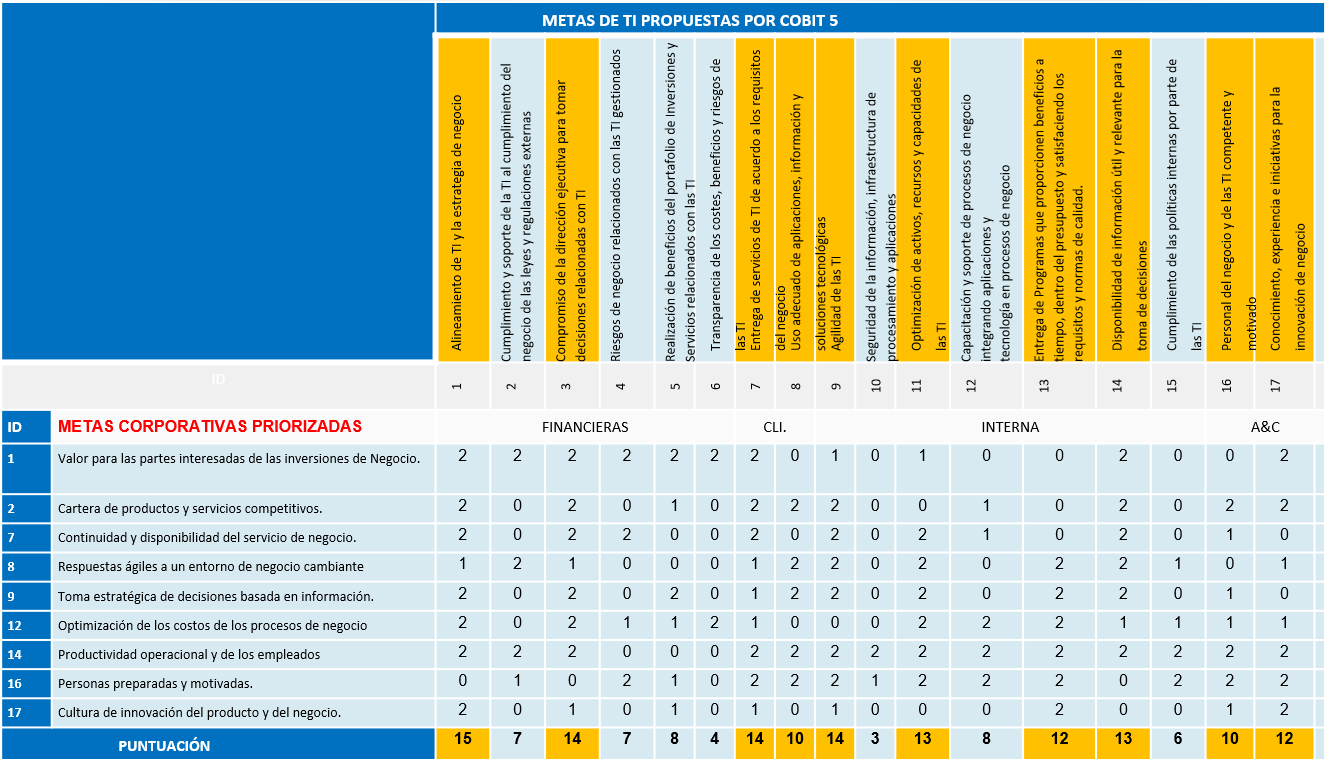 METAS DE TI PROPUESTAS POR COBIT 5
Alineamiento de TI y la estrategia de negocio
Cumplimiento y soporte de la TI al cumplimiento del
negocio de las leyes y regulaciones externas
Compromiso de la dirección ejecutiva para tomar
decisiones relacionadas con TI
Riesgos de negocio relacionados con las TI gestionados
Realización de beneficios del portafolio de Inversiones y
Servicios relacionados con las TI
Transparencia de los costes, beneficios y riesgos de
las TI
Entrega de servicios de TI de acuerdo a los requisitos
del negocio
Uso adecuado de aplicaciones, información y
soluciones tecnológicas
Agilidad de las TI
Seguridad de la información, infraestructura de
procesamiento y aplicaciones
Optimización de activos, recursos y capacidades de
las TI
Capacitación y soporte de procesos de negocio
integrando aplicaciones y
tecnología en procesos de negocio
Entrega de Programas que proporcionen beneficios a
tiempo, dentro del presupuesto y satisfaciendo los
requisitos y normas de calidad.
Disponibilidad de información útil y relevante para la
toma de decisiones
Cumplimiento de las políticas internas por parte de
las TI
Personal del negocio y de las TI competente y
motivado
Conocimiento, experiencia e iniciativas para la
innovación de negocio
ID 1 2 3 4 5 6 7 8 9 10 11 12 13 14 15 16 17
ID METAS CORPORATIVAS PRIORIZADAS FINANCIERAS CLI. INTERNA A&C
1 Valor para las partes interesadas de las inversiones de Negocio. 2 2 2 2 2 2 2 0 1 0 1 0 0 2 0 0 2
2 Cartera de productos y servicios competitivos. 2 0 2 0 1 0 2 2 2 0 0 1 0 2 0 2 2
7 Continuidad y disponibilidad del servicio de negocio. 2 0 2 2 0 0 2 0 2 0 2 1 0 2 0 1 0
8 Respuestas ágiles a un entorno de negocio cambiante 1 2 1 0 0 0 1 2 2 0 2 0 2 2 1 0 1
9 Toma estratégica de decisiones basada en información. 2 0 2 0 2 0 1 2 2 0 2 0 2 2 0 1 0
12 Optimización de los costos de los procesos de negocio 2 0 2 1 1 2 1 0 0 0 2 2 2 1 1 1 1
14 Productividad operacional y de los empleados 2 2 2 0 0 0 2 2 2 2 2 2 2 2 2 2 2
16 Personas preparadas y motivadas. 0 1 0 2 1 0 2 2 2 1 2 2 2 0 2 2 2
17 Cultura de innovación del producto y del negocio. 2 0 1 0 1 0 1 0 1 0 0 0 2 0 0 1 2
PUNTUACIÓN 15 7 14 7 8 4 14 10 14 3 13 8 12 13 6 10 12